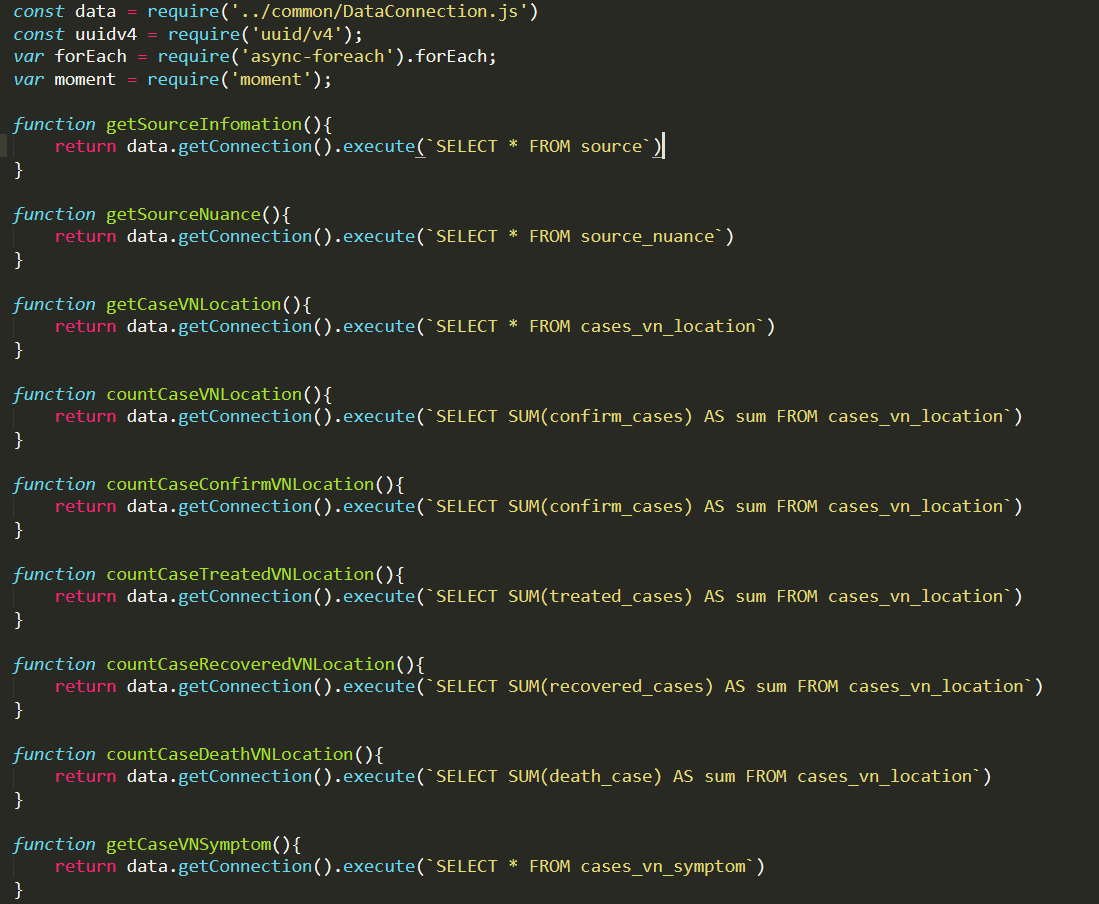 const data = require('../common/DataConnection.js')
const uuidv4 = require('uuid/v4');
var forEach = require('async-foreach').forEach;
var moment = require('moment');

function getSourceInfomation(){
    return data.getConnection().execute(`SELECT * FROM source`)
}

function getSourceNuance(){
    return data.getConnection().execute(`SELECT * FROM source_nuance`)
}

function getCaseVNLocation(){
    return data.getConnection().execute(`SELECT * FROM cases_vn_location`)
}

function countCaseVNLocation(){
    return data.getConnection().execute(`SELECT SUM(confirm_cases) AS sum FROM cases_vn_location`)
}

function countCaseConfirmVNLocation(){
    return data.getConnection().execute(`SELECT SUM(confirm_cases) AS sum FROM cases_vn_location`)
}

function countCaseTreatedVNLocation(){
    return data.getConnection().execute(`SELECT SUM(treated_cases) AS sum FROM cases_vn_location`)
}

function countCaseRecoveredVNLocation(){
    return data.getConnection().execute(`SELECT SUM(recovered_cases) AS sum FROM cases_vn_location`)
}

function countCaseDeathVNLocation(){
    return data.getConnection().execute(`SELECT SUM(death_case) AS sum FROM cases_vn_location`)
}

function getCaseVNSymptom(){
    return data.getConnection().execute(`SELECT * FROM cases_vn_symptom`)
}